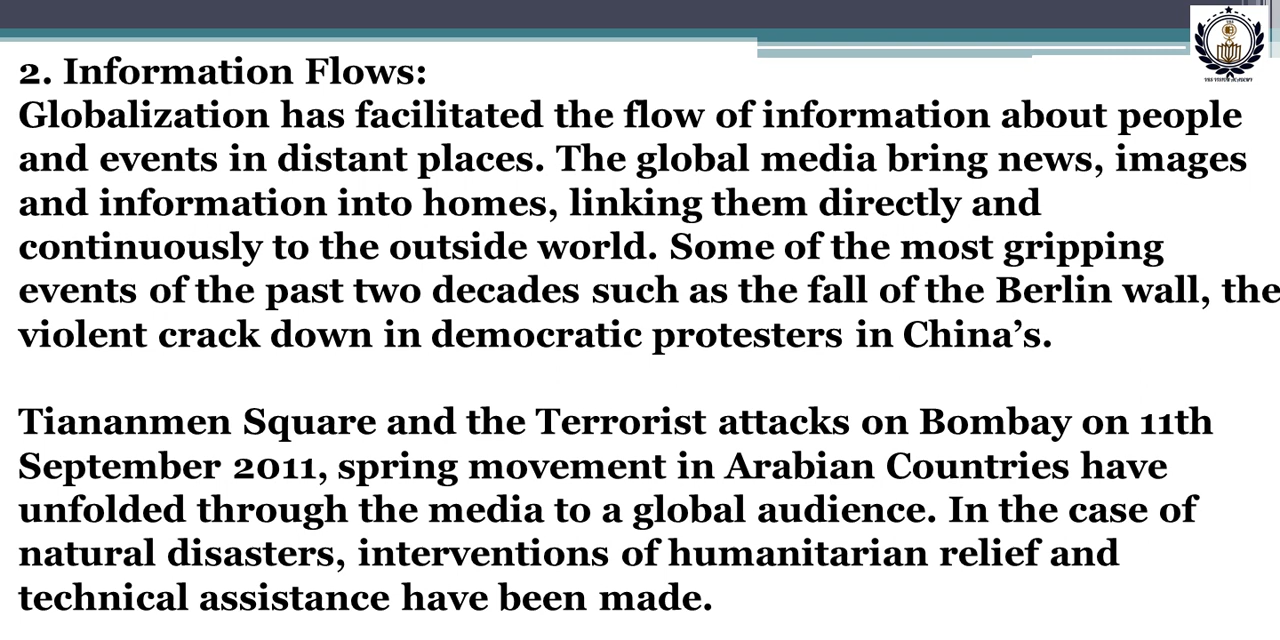 2. Information Flows:
Globalization has facilitated the flow of information about people
and events in distant places. The global media bring news, images
and information into homes, linking them directly and
continuously to the outside world. Some of the most gripping
events of the past two decades such as the fall of the Berlin wall, the
violent crack down in democratic protesters in China’s.
Tiananmen Square and the Terrorist attacks on Bombay on 11th
September 2011, spring movement in Arabian Countries have
unfolded through the media to a global audience. In the case of
natural disasters, interventions of humanitarian relief and
technical assistance have been made.